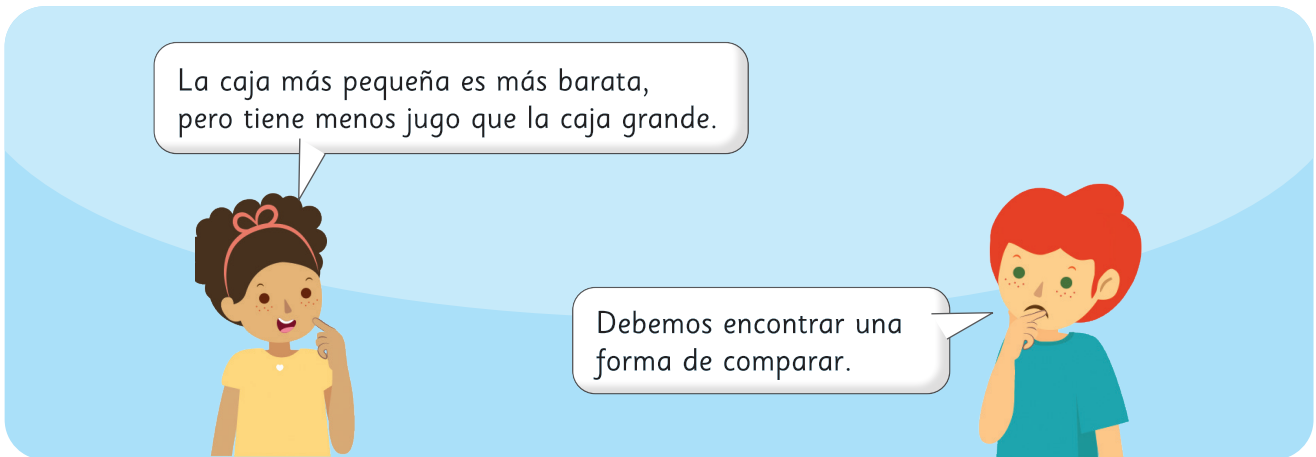 La caja más pequeña es más barata,
pero tiene menos jugo que la caja grande.
Debemos encontrar una
forma de comparar.